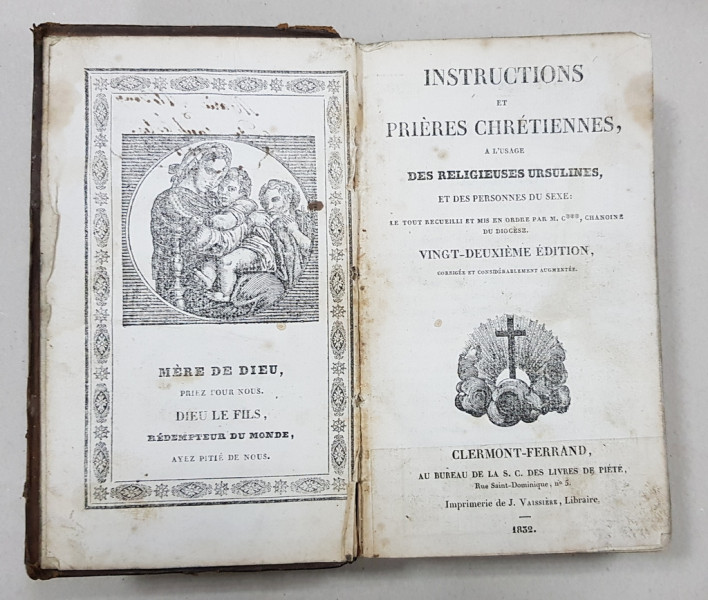 MÈRE DE DIEU,
PRIEZ POUR NOUS.
DIEU LE FILS,
RÉDEMPTEUR DU MONDE,
AYEZ PITIÉ DE NOUS.
INSTRUCTIONS
ET
PRIÈRES CHRÉTIENNES,
A L'USAGE
DES RELIGIEUSES URSULINES,
ET DES PERSONNES DU SEXE:
LE TOUT RECUEILLI ET MIS EN ORDRE PAR M. C***, CHANOINE
DU DIOCÈSE.
VINGT-DEUXIÈME ÉDITION,
CORRIGÉE ET CONSIDÉRABLEMENT AUGMENTÉE.
CLERMONT-FERRAND,
AU BUREAU DE LA S. C. DES LIVRES DE PIÉTÉ,
Rue Saint-Dominique, nº 5.
Imprimerie de J. VAISSIÈRE, Libraire.
1832.